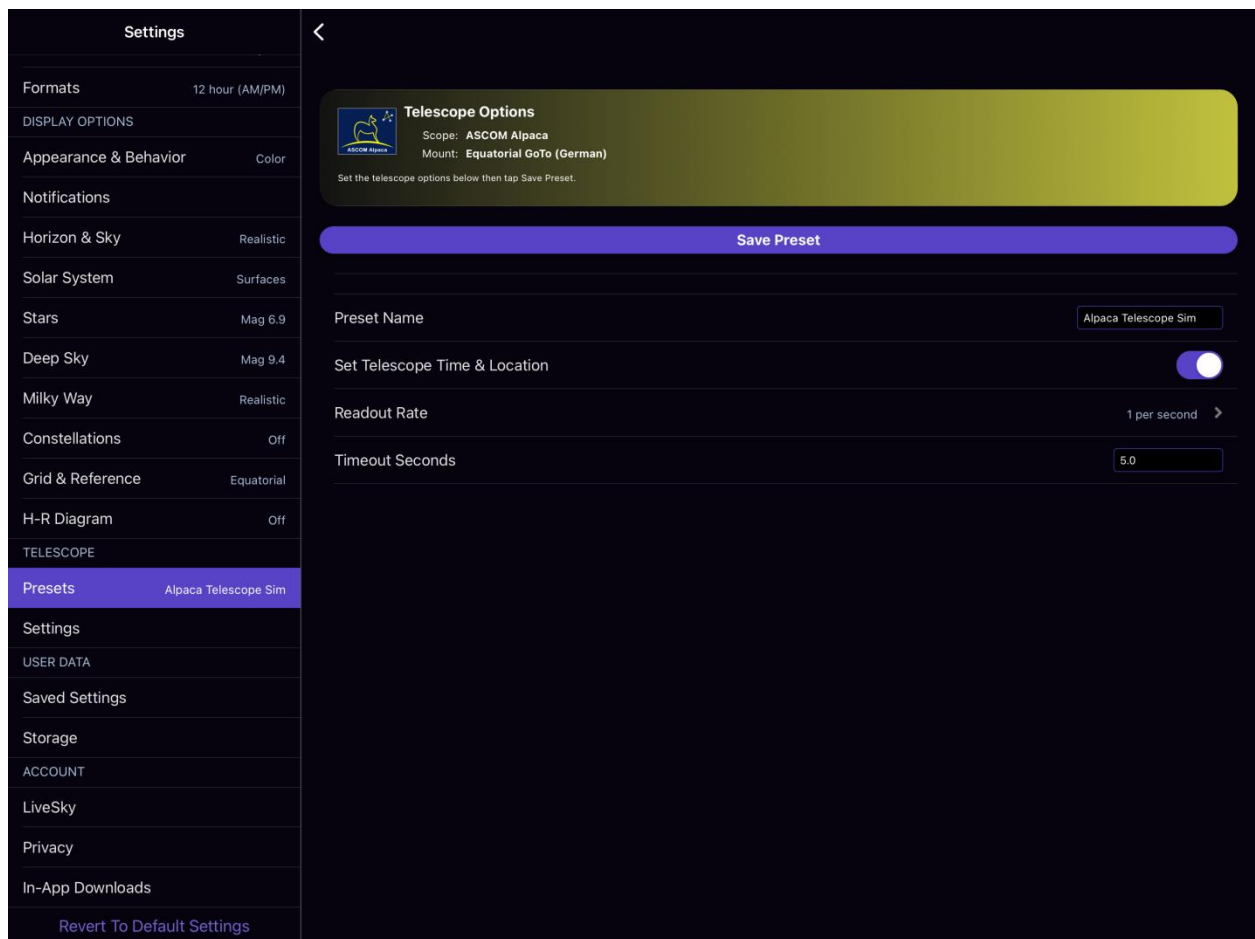 Settings
Formats 12 hour (AM/PM)
DISPLAY OPTIONS
Appearance & Behavior Color
Notifications
Horizon & Sky Realistic
Solar System Surfaces
Stars Mag 6.9
Deep Sky Mag 9.4
Milky Way Realistic
Constellations Off
Grid & Reference Equatorial
H-R Diagram Off
TELESCOPE
Presets Alpaca Telescope Sim
Settings
USER DATA
Saved Settings
Storage
ACCOUNT
LiveSky
Privacy
In-App Downloads
Revert To Default Settings
ASCOM Alpaca
Telescope Options
Scope: ASCOM Alpaca
Mount: Equatorial GoTo (German)
Set the telescope options below then tap Save Preset.
Save Preset
Preset Name Alpaca Telescope Sim
Set Telescope Time & Location
Readout Rate 1 per second
Timeout Seconds 5.0